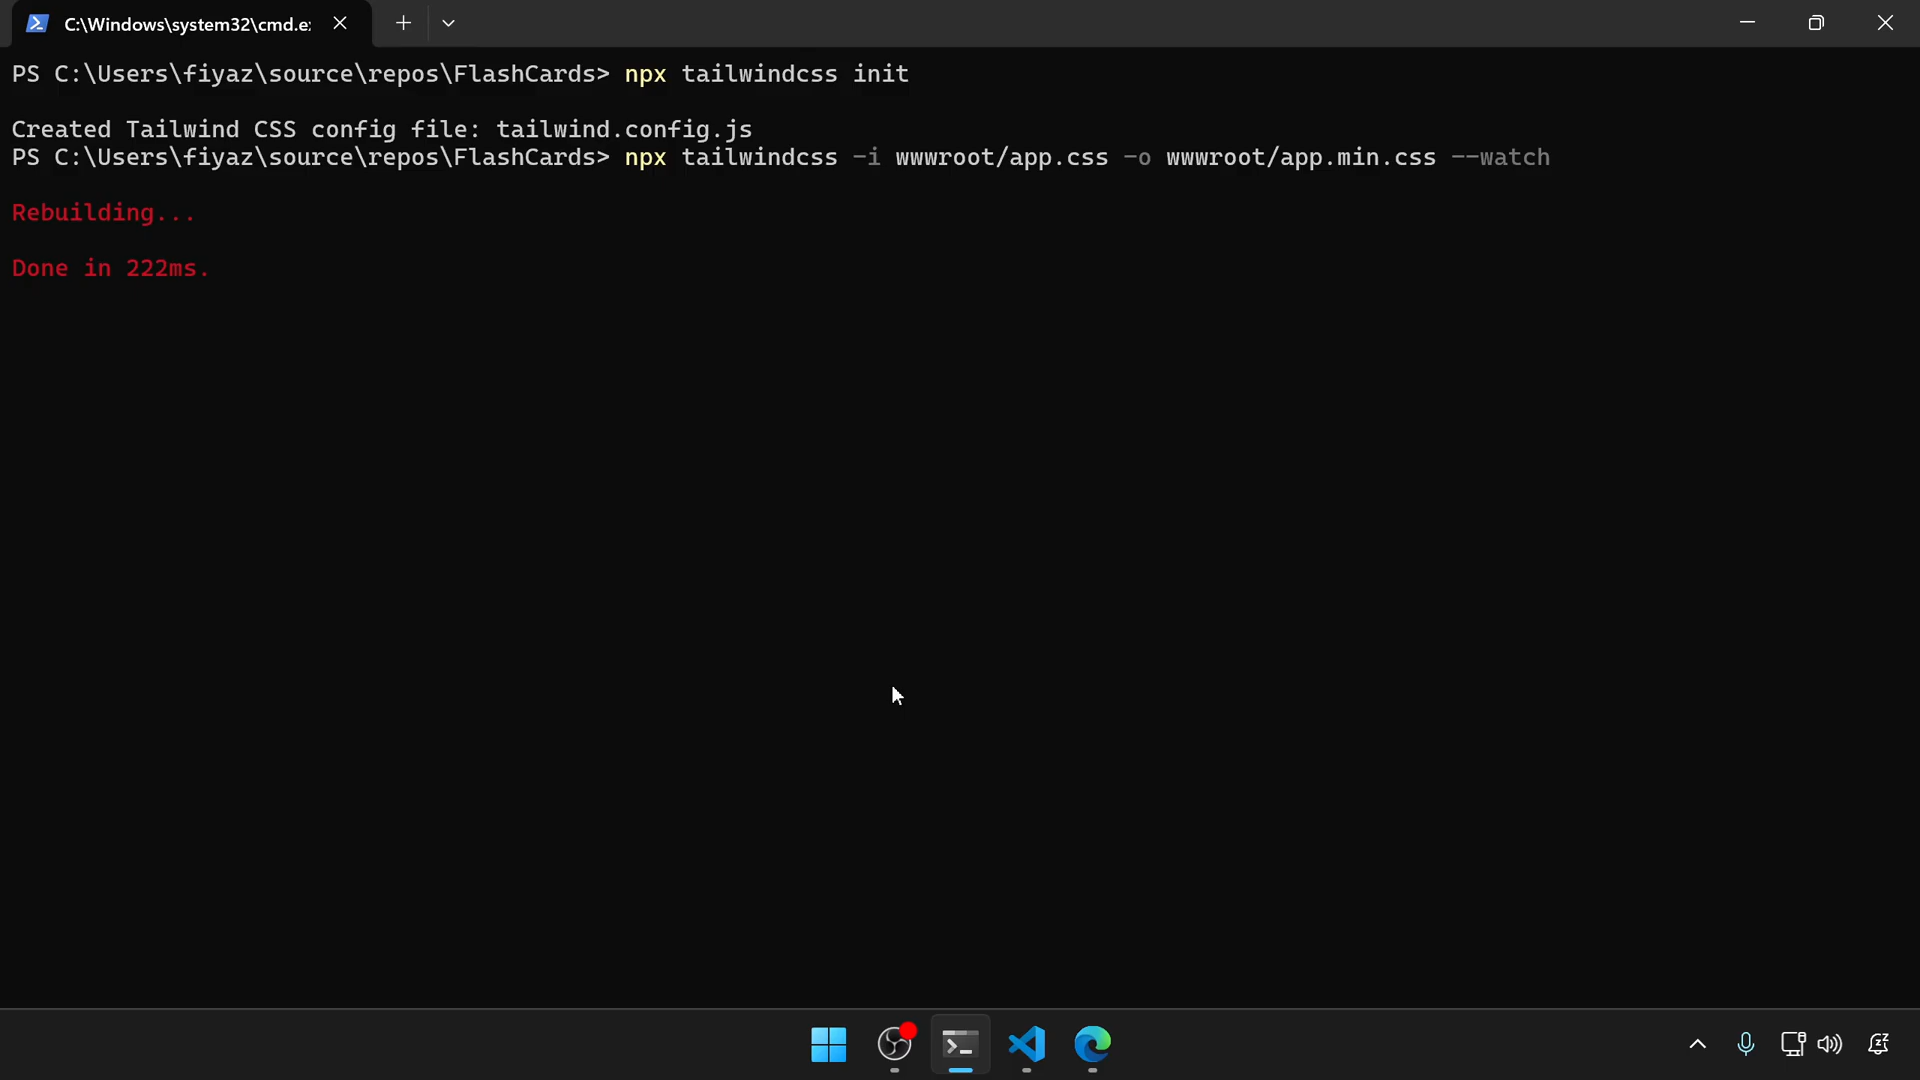 C:\Windows\system32\cmd.e
PS C:\Users\fiyaz\source\repos\FlashCards> npx tailwindcss init
Created Tailwind CSS config file: tailwind.config.js
PS C:\Users\fiyaz\source\repos\FlashCards> npx tailwindcss -i wwwroot/app.css -o wwwroot/app.min.css --watch
Rebuilding...
Done in 222ms.